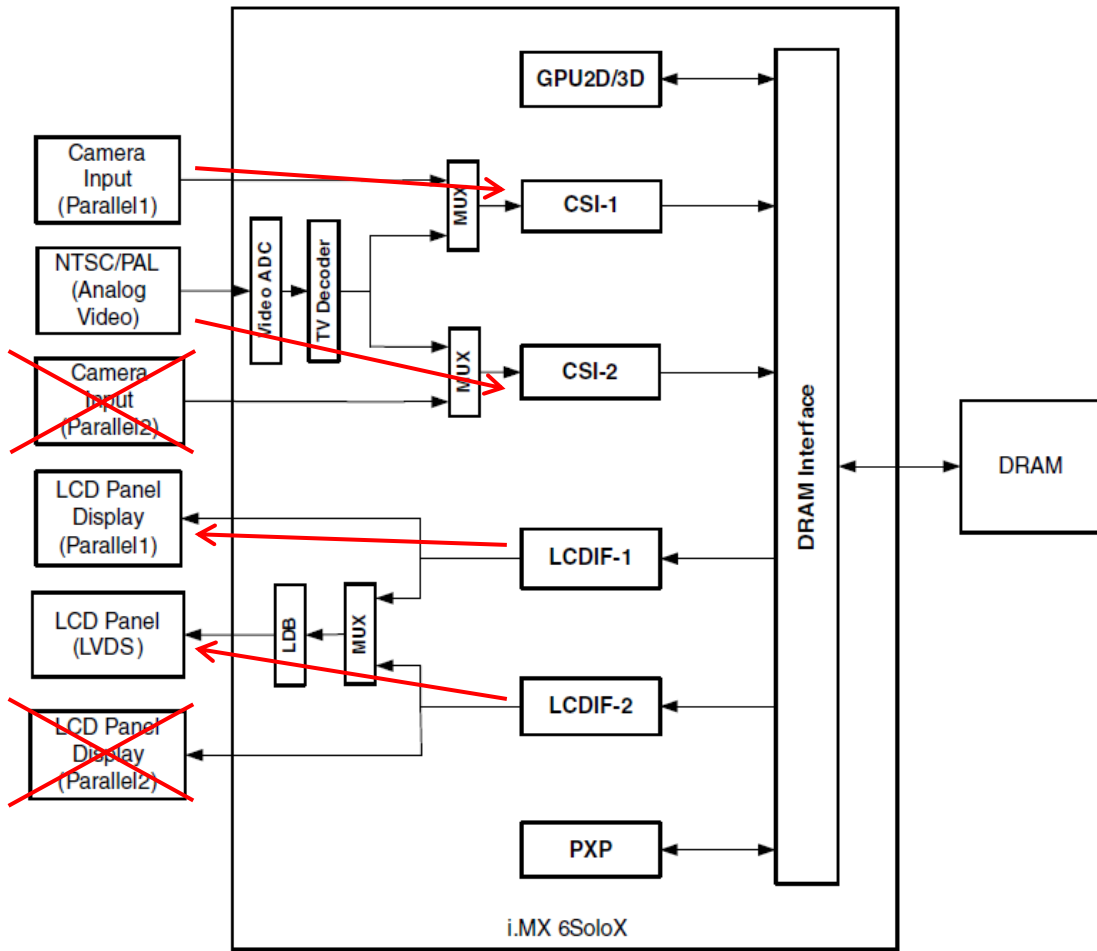 GPU2D/3D
Camera
Input
(Parallel1)
MUX
CSI-1
NTSC/PAL
(Analog
Video)
Video ADC
TV Decoder
MUX
CSI-2
Camera
Input
(Parallel2)
DRAM Interface
DRAM
LCD Panel
Display
(Parallel1)
LCDIF-1
LCD Panel
(LVDS)
LDB
MUX
LCDIF-2
LCD Panel
Display
(Parallel2)
PXP
i.MX 6SoloX